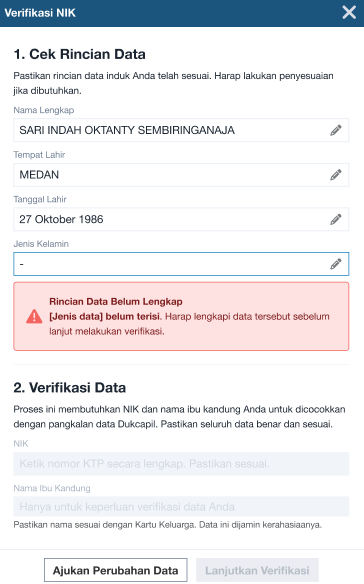 Verifikasi NIK
1. Cek Rincian Data
Pastikan rincian data induk Anda telah sesuai. Harap lakukan penyesuaian
jika dibutuhkan.
Nama Lengkap
SARI INDAH OKTANTY SEMBIRINGANAJA
Tempat Lahir
MEDAN
Tanggal Lahir
27 Oktober 1986
Jenis Kelamin
-
Rincian Data Belum Lengkap
[Jenis data] belum terisi. Harap lengkapi data tersebut sebelum
lanjut melakukan verifikasi.
2. Verifikasi Data
Proses ini membutuhkan NIK dan nama ibu kandung Anda untuk dicocokkan
dengan pangkalan data Dukcapil. Pastikan seluruh data benar dan sesuai.
NIK
Ketik nomor KTP secara lengkap. Pastikan sesuai.
Nama Ibu Kandung
Hanya untuk keperluan verifikasi data Anda
Pastikan nama sesuai dengan Kartu Keluarga. Data ini dijamin kerahasiaanya.
Ajukan Perubahan Data
Lanjutkan Verifikasi